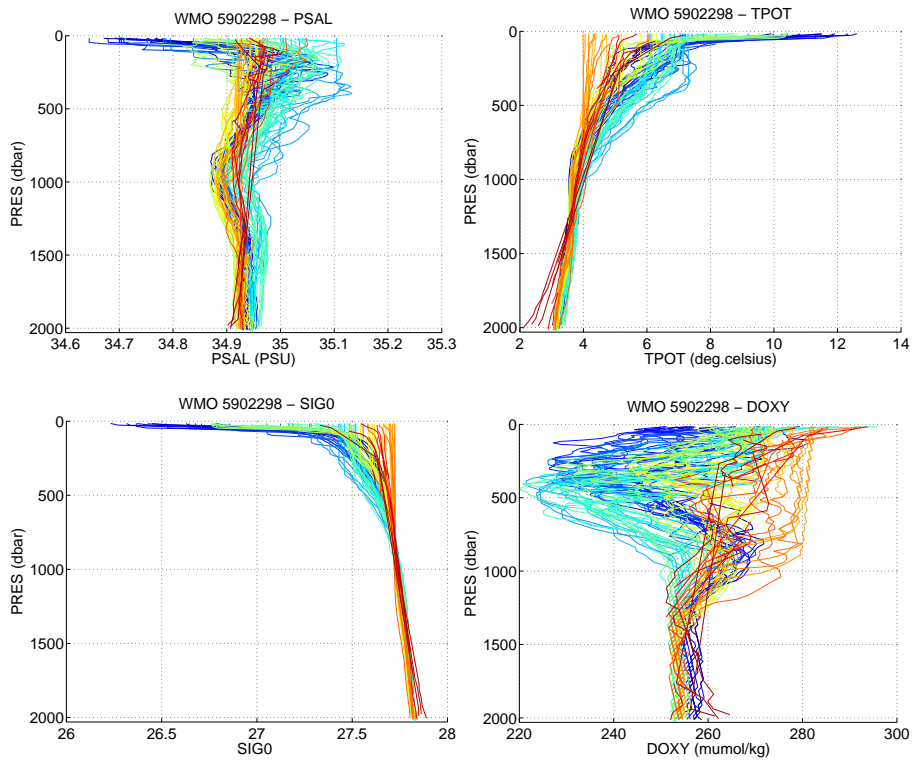 WMO 5902298 − PSAL
0
500
1000
1500
2000
34.6 34.7 34.8 34.9 35 35.1 35.2 35.3
PRES (dbar)
PSAL (PSU)
WMO 5902298 − TPOT
0
500
1000
1500
2000
2 4 6 8 10 12 14
PRES (dbar)
TPOT (deg.celsius)
WMO 5902298 − SIG0
0
500
1000
1500
2000
26 26.5 27 27.5 28
PRES (dbar)
SIG0
WMO 5902298 − DOXY
0
500
1000
1500
2000
220 240 260 280 300
PRES (dbar)
DOXY (mumol/kg)